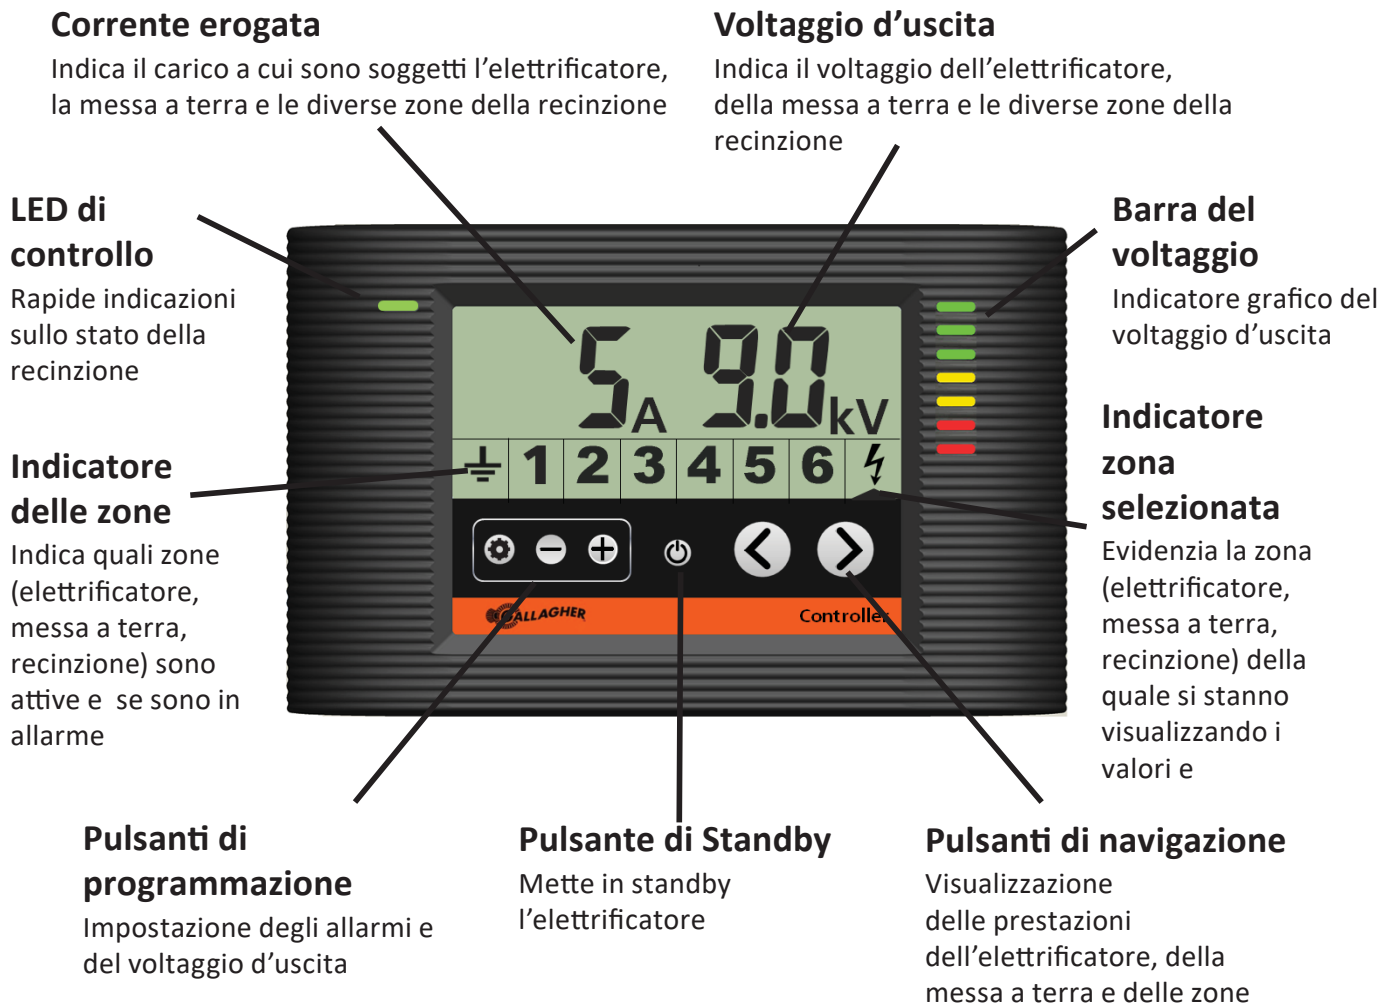 Corrente erogata
Indica il carico a cui sono soggetti l'elettrificatore,
la messa a terra e le diverse zone della recinzione
Voltaggio d'uscita
Indica il voltaggio dell'elettrificatore,
della messa a terra e le diverse zone della
recinzione
LED di
controllo
Rapide indicazioni
sullo stato della
recinzione
Barra del
voltaggio
Indicatore grafico del
voltaggio d'uscita
5A 9.0kV
1 2 3 4 5 6
GALLAGHER
Controller
Indicatore
delle zone
Indica quali zone
(elettrificatore,
messa a terra,
recinzione) sono
attive e  se sono in
allarme
Indicatore
zona
selezionata
Evidenzia la zona
(elettrificatore,
messa a terra,
recinzione) della
quale si stanno
visualizzando i
valori e
Pulsanti di
programmazione
Impostazione degli allarmi e
del voltaggio d'uscita
Pulsante di Standby
Mette in standby
l'elettrificatore
Pulsanti di navigazione
Visualizzazione
delle prestazioni
dell'elettrificatore, della
messa a terra e delle zone